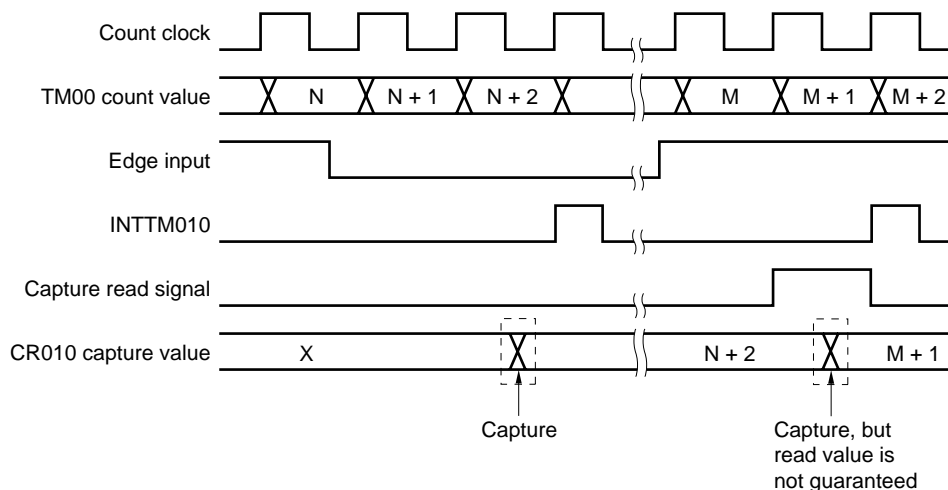 Count clock
TM00 count value N N + 1 N + 2 M M + 1 M + 2
Edge input
INTTM010
Capture read signal
CR010 capture value X N + 2 M + 1
Capture Capture, but
read value is
not guaranteed